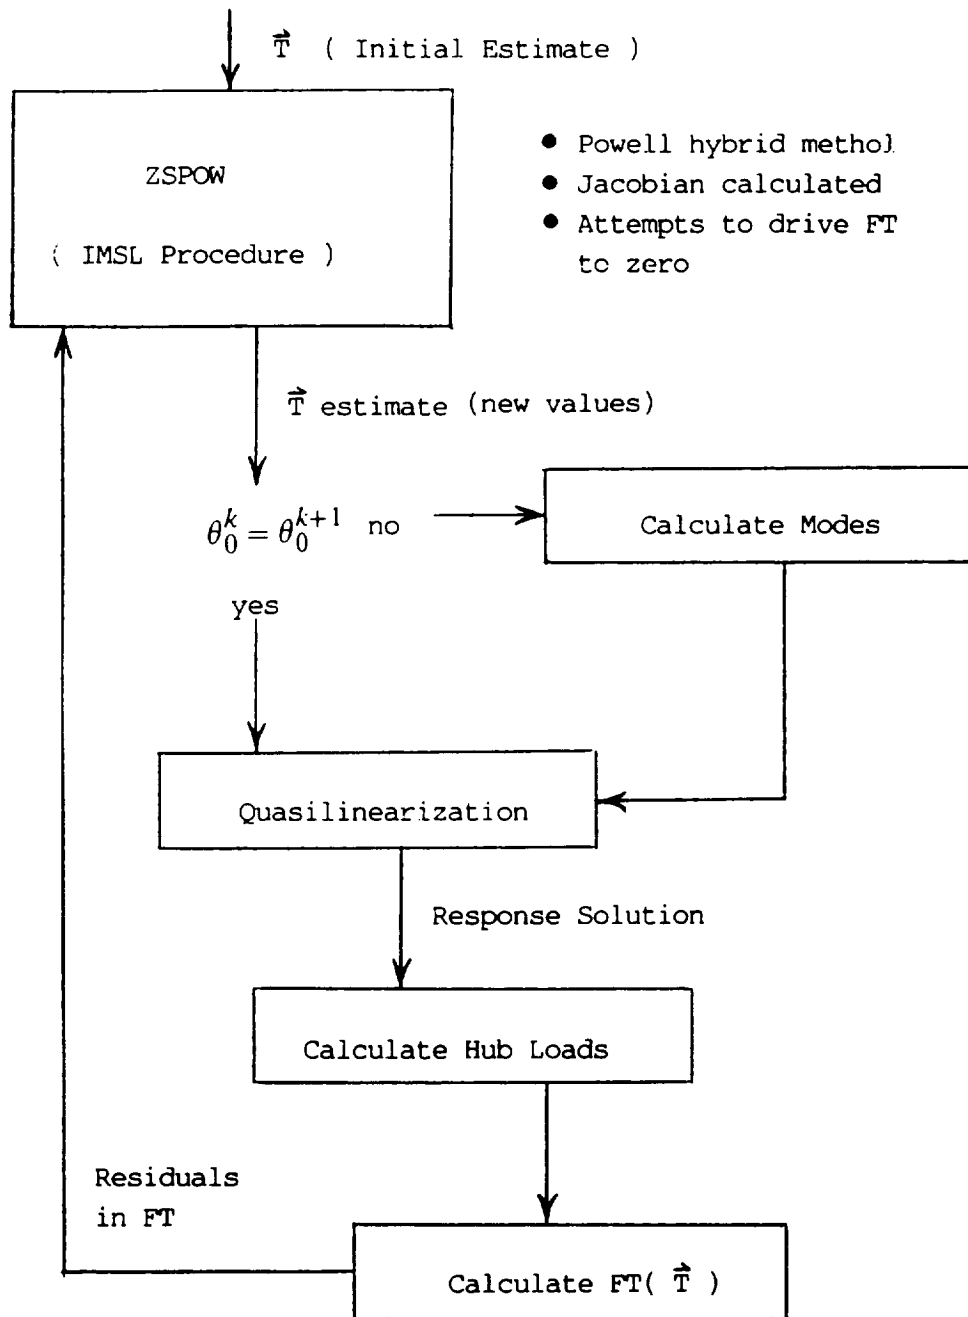 T⃗ ( Initial Estimate )
ZSPOW
( IMSL Procedure )
● Powell hybrid method
● Jacobian calculated
● Attempts to drive FT
to zero
T⃗ estimate (new values)
θ₀ᵏ = θ₀ᵏ⁺¹ no
Calculate Modes
yes
Quasilinearization
Response Solution
Calculate Hub Loads
Residuals
in FT
Calculate FT( T⃗ )